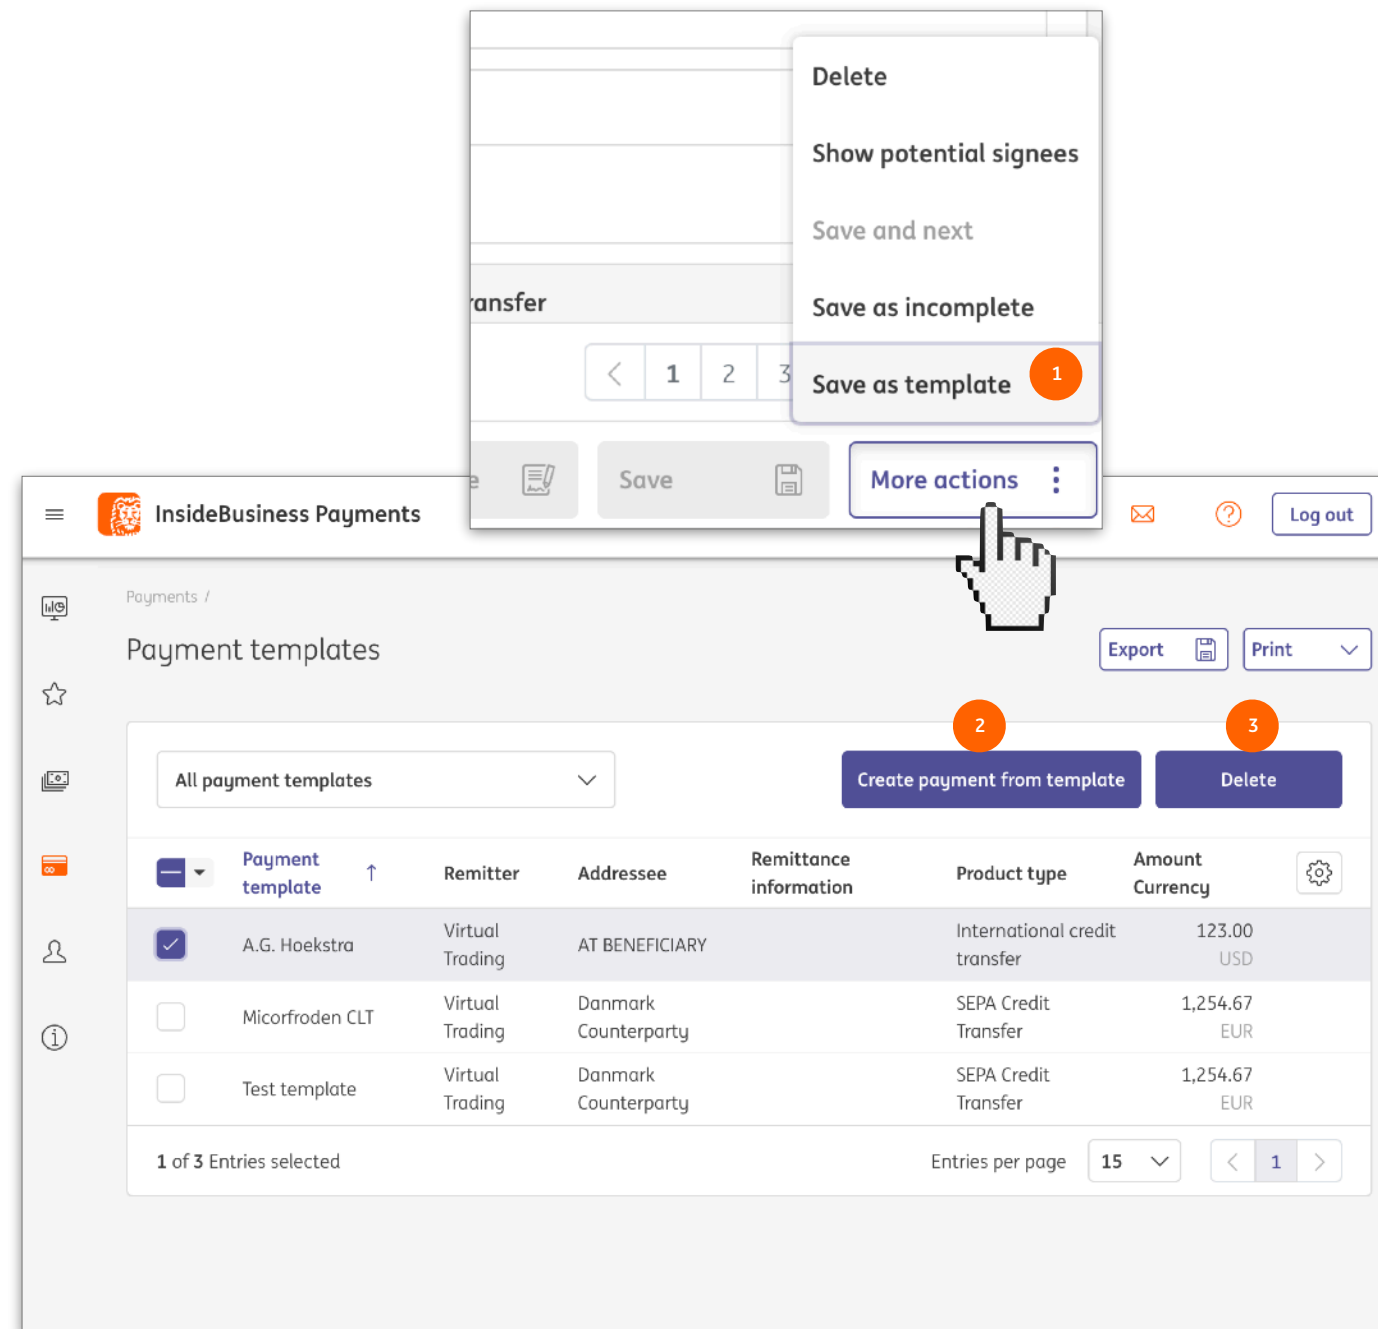 Delete
Show potential signees
Save and next
Save as incomplete
ansfer
1 2 3
Save as template 1
Save
More actions
InsideBusiness Payments
Log out
Payments /
Payment templates
Export
Print
2
3
All payment templates
Create payment from template
Delete
Payment template
Remitter
Addressee
Remittance information
Product type
Amount Currency
A.G. Hoekstra
Virtual Trading
AT BENEFICIARY
International credit transfer
123.00
USD
Micorfroden CLT
Virtual Trading
Danmark Counterparty
SEPA Credit Transfer
1,254.67
EUR
Test template
Virtual Trading
Danmark Counterparty
SEPA Credit Transfer
1,254.67
EUR
1 of 3 Entries selected
Entries per page
15
1